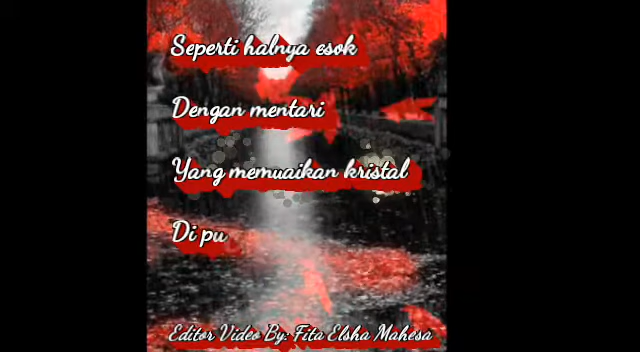 Seperti halnya esok
Dengan mentari
Yang memuaikan kristal
Di pu
Editor Video By: Fita Elsha Mahesa